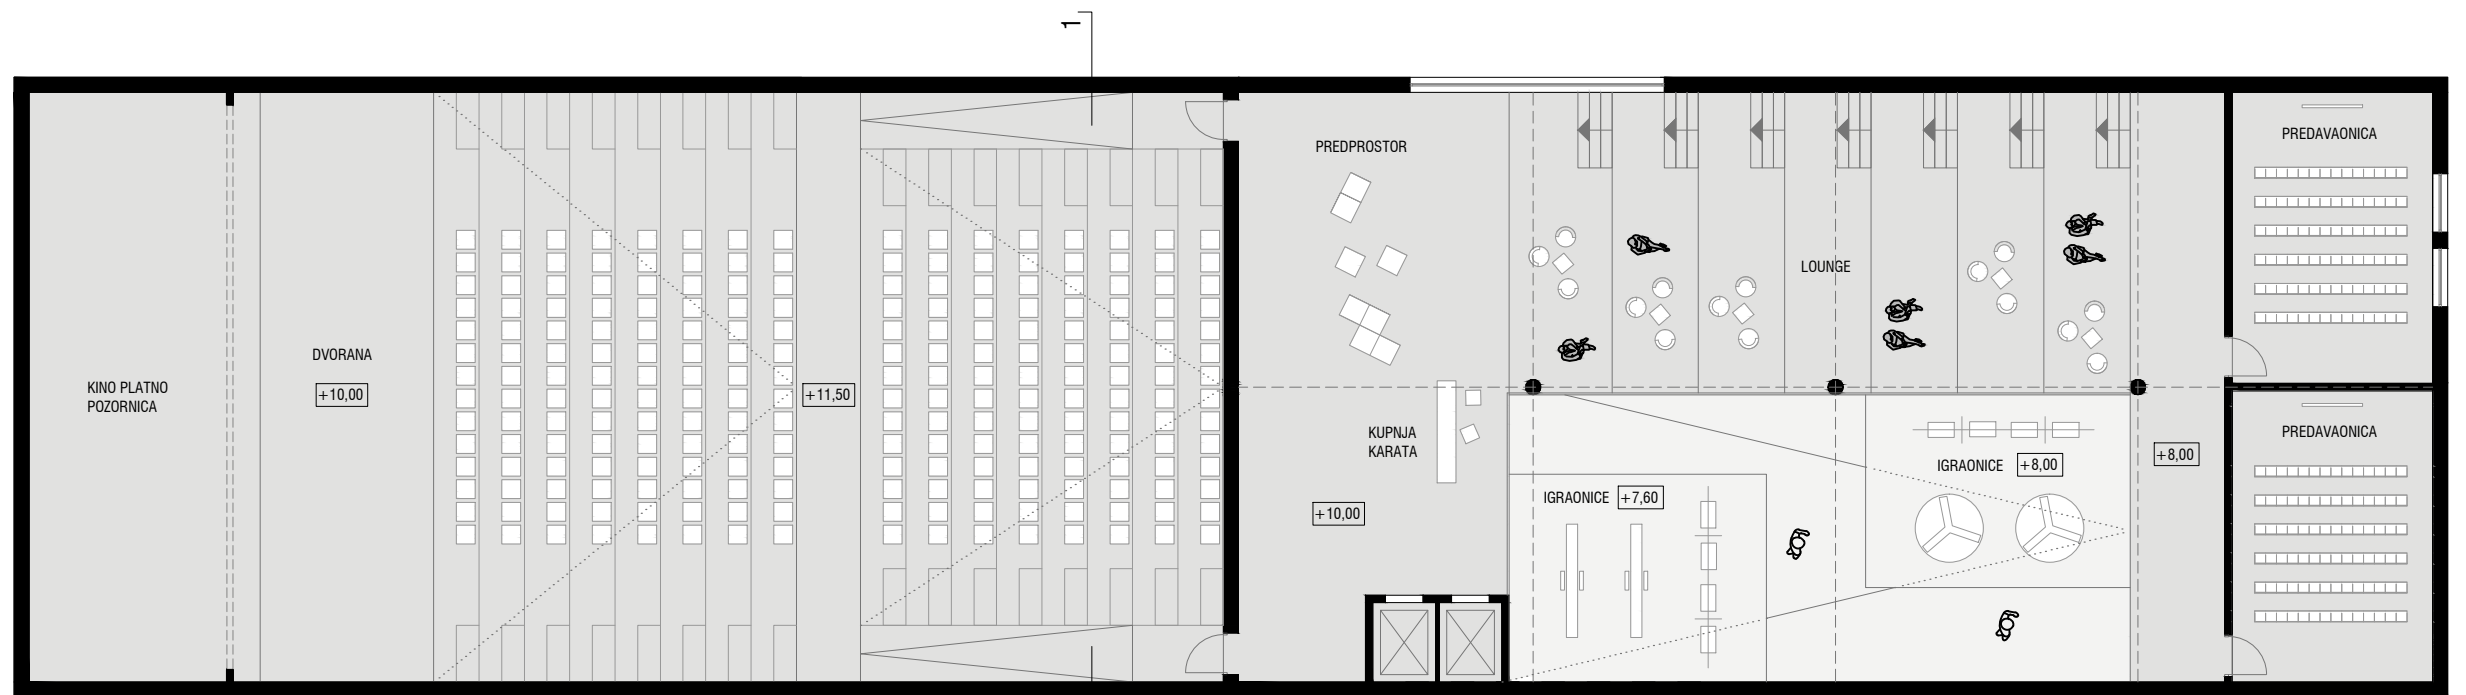 1
KINO PLATNO
POZORNICA
DVORANA
+10,00
+11,50
PREDPROSTOR
KUPNJA
KARATA
+10,00
LOUNGE
IGRAONICE +7,60
IGRAONICE +8,00
+8,00
PREDAVAONICA
PREDAVAONICA